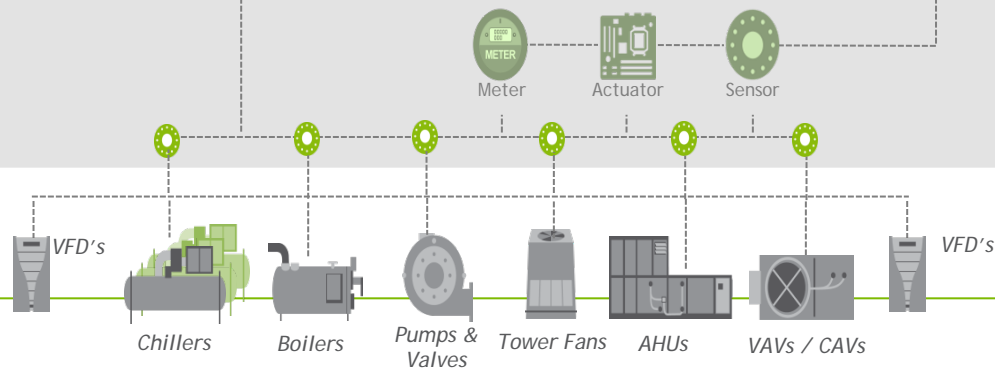 METER
Meter
Actuator
Sensor
VFD's
VFD's
Chillers
Boilers
Pumps &
Valves
Tower Fans
AHUs
VAVs / CAVs